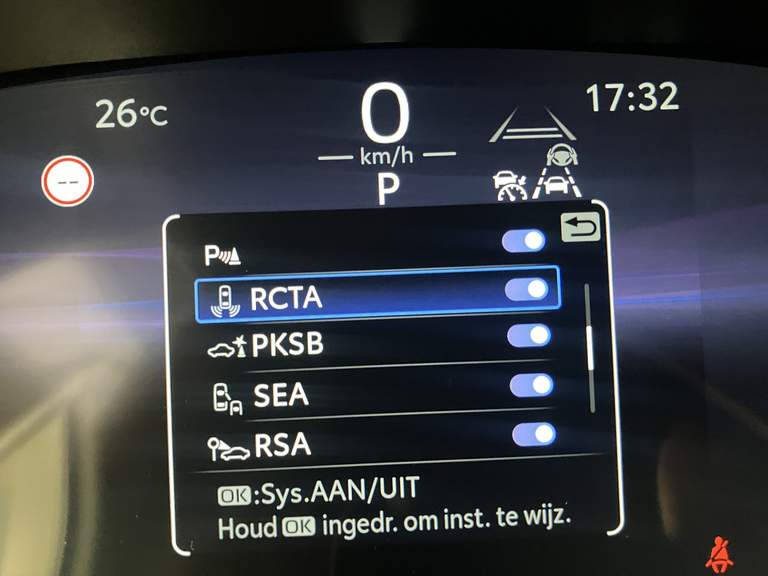 26°C
0
17:32
km/h
--
P
P
RCTA
PKSB
SEA
RSA
OK:Sys.AAN/UIT
Houd OK ingedr. om inst. te wijz.